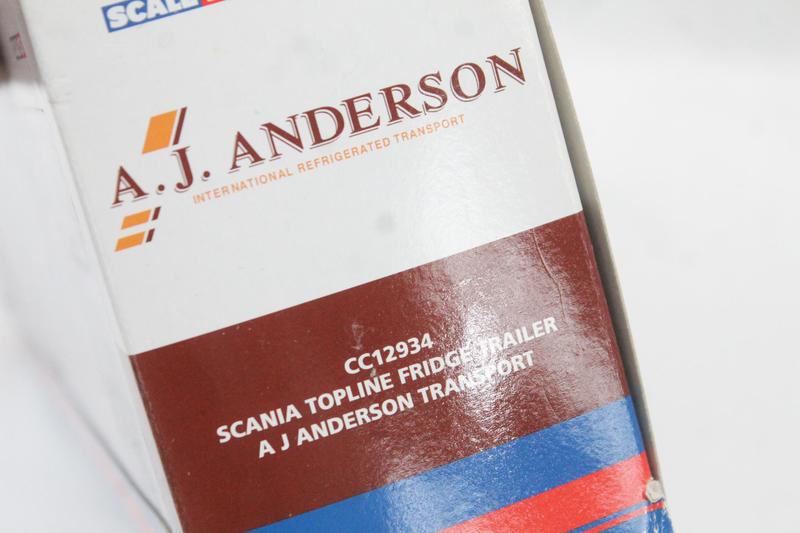 SCALE
A.J. ANDERSON
INTERNATIONAL REFRIGERATED TRANSPORT
CC12934
SCANIA TOPLINE FRIDGE TRAILER
A J ANDERSON TRANSPORT